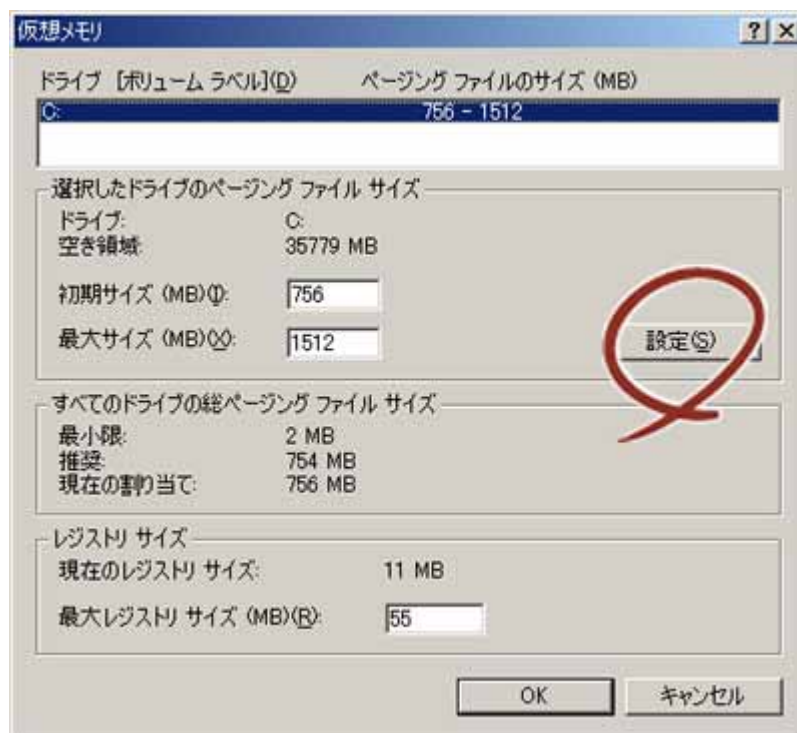 仮想メモリ
ドライブ [ボリューム ラベル](D) ページング ファイルのサイズ (MB)
C: 756 - 1512
選択したドライブのページング ファイル サイズ
ドライブ: C:
空き領域: 35779 MB
初期サイズ (MB)(I): 756
最大サイズ (MB)(X): 1512
設定(S)
すべてのドライブの総ページング ファイル サイズ
最小限: 2 MB
推奨: 754 MB
現在の割り当て: 756 MB
レジストリ サイズ
現在のレジストリ サイズ: 11 MB
最大レジストリ サイズ (MB)(R): 55
OK キャンセル